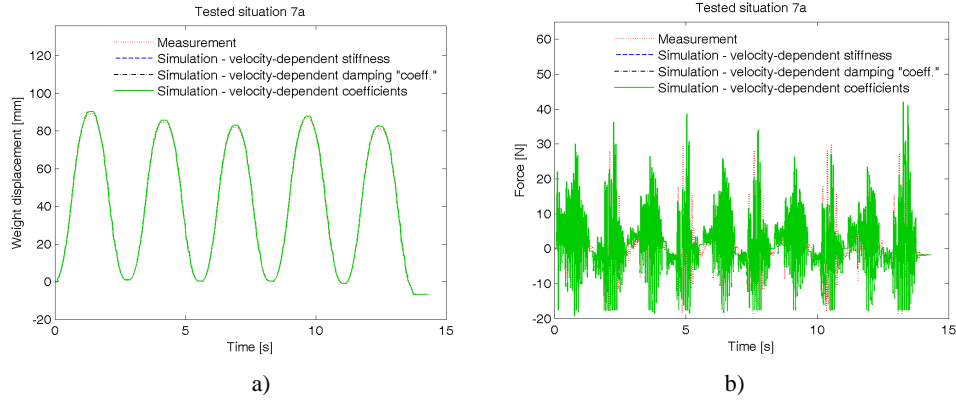 Tested situation 7a
Measurement
Simulation - velocity-dependent stiffness
Simulation - velocity-dependent damping "coeff."
Simulation - velocity-dependent coefficients
120
100
80
60
40
20
0
-20
Weight displacement [mm]
0 5 10 15
Time [s]
a)
Tested situation 7a
Measurement
Simulation - velocity-dependent stiffness
Simulation - velocity-dependent damping "coeff."
Simulation - velocity-dependent coefficients
60
50
40
30
20
10
0
-10
-20
Force [N]
0 5 10 15
Time [s]
b)